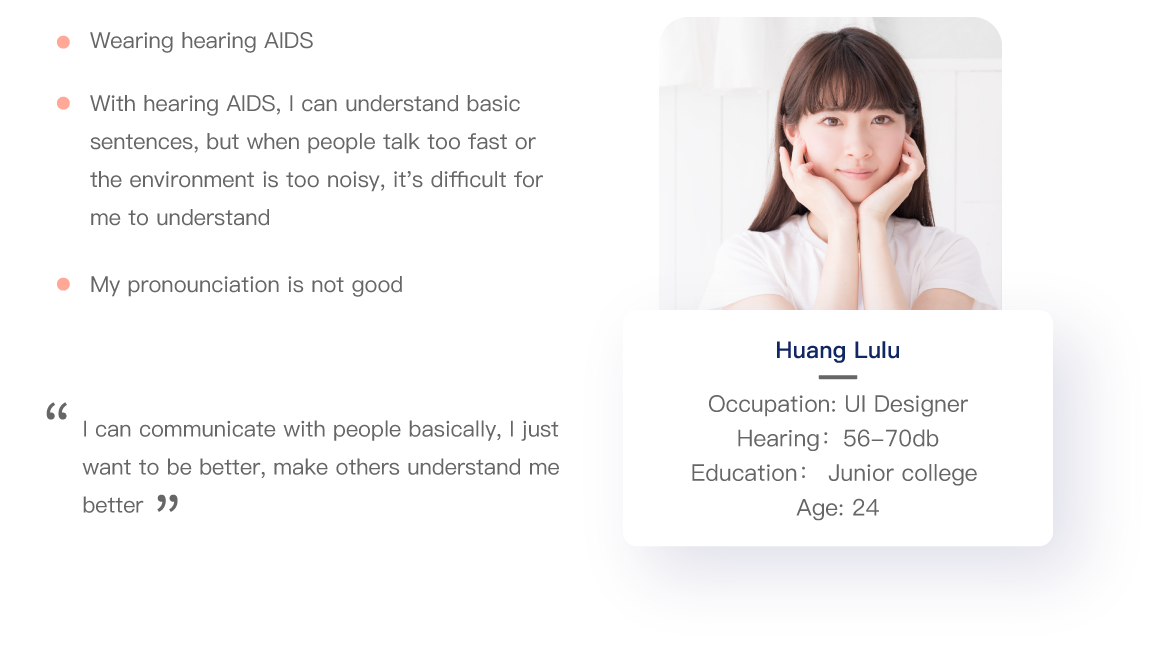 Wearing hearing AIDS
With hearing AIDS, I can understand basic
sentences, but when people talk too fast or
the environment is too noisy, it’s difficult for
me to understand
My pronounciation is not good
“ I can communicate with people basically, I just
want to be better, make others understand me
better ”
Huang Lulu
Occupation: UI Designer
Hearing：56–70db
Education： Junior college
Age: 24